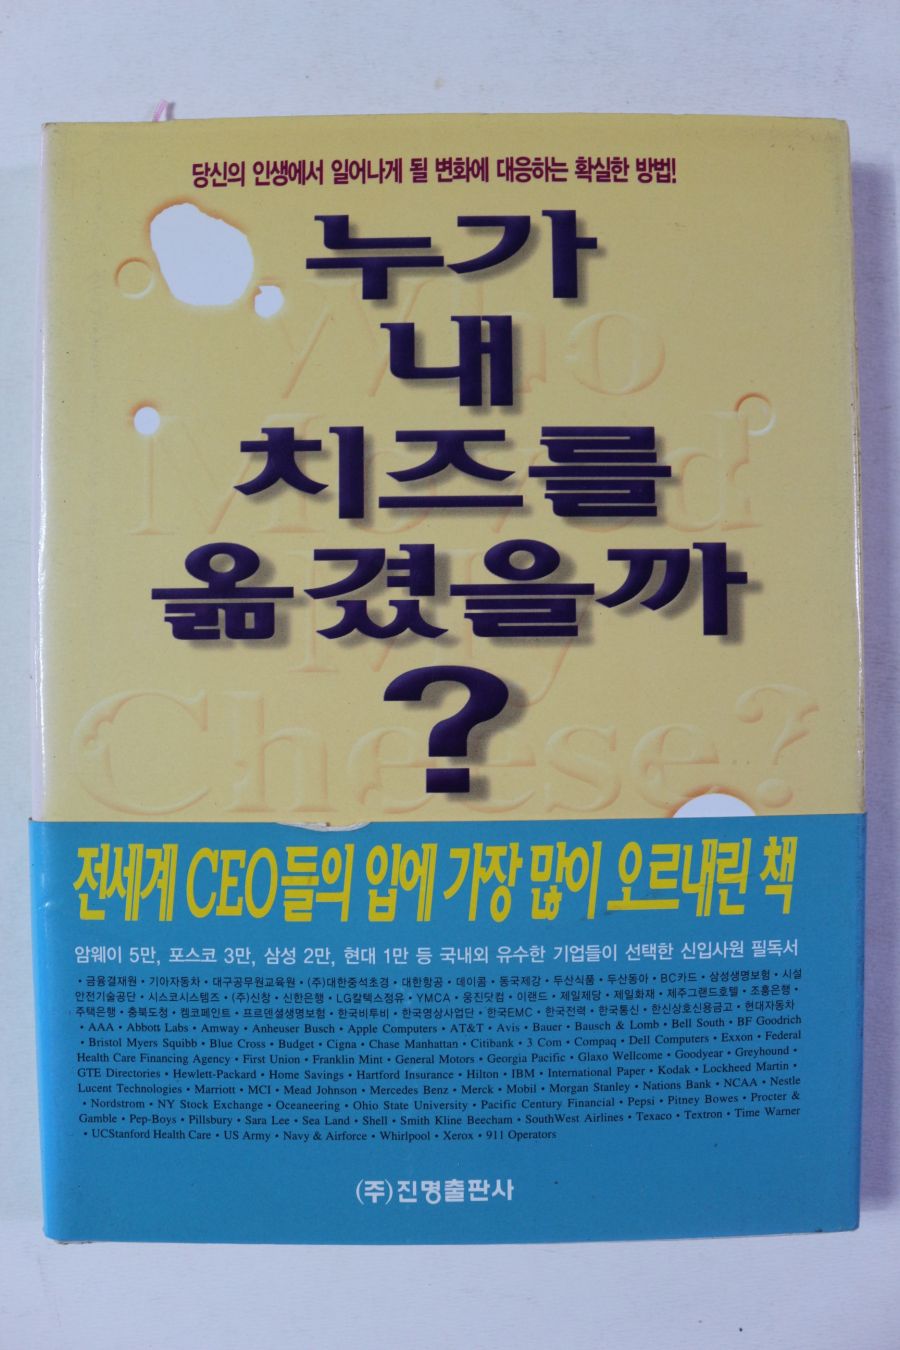 당신의 인생에서 일어나게 될 변화에 대응하는 확실한 방법!
누가
내
치즈를
옮겼을까
?
Who
Moved
My
Cheese?
전세계 CEO들의 입에 가장 많이 오르내린 책
암웨이 5만, 포스코 3만, 삼성 2만, 현대 1만 등 국내외 유수한 기업들이 선택한 신입사원 필독서
· 금융결재원 · 기아자동차 · 대구공무원교육원 · (주)대한중석초경 · 대한항공 · 데이콤 · 동국제강 · 두산식품 · 두산동아 · BC카드 · 삼성생명보험 · 시설
안전기술공단 · 시스코시스템즈 · (주)신창 · 신한은행 · LG칼텍스정유 · YMCA · 웅진닷컴 · 이랜드 · 제일제당 · 제일화재 · 제주그랜드호텔 · 조흥은행 ·
주택은행 · 충북도청 · 켐코페인트 · 프르덴셜생명보험 · 한국비투비 · 한국영상사업단 · 한국EMC · 한국전력 · 한국통신 · 한신상호신용금고 · 현대자동차
· AAA · Abbott Labs · Amway · Anheuser Busch · Apple Computers · AT&T · Avis · Bauer · Bausch & Lomb · Bell South · BF Goodrich
· Bristol Myers Squibb · Blue Cross · Budget · Cigna · Chase Manhattan · Citibank · 3 Com · Compaq · Dell Computers · Exxon · Federal
Health Care Financing Agency · First Union · Franklin Mint · General Motors · Georgia Pacific · Glaxo Wellcome · Goodyear · Greyhound ·
GTE Directories · Hewlett-Packard · Home Savings · Hartford Insurance · Hilton · IBM · International Paper · Kodak · Lockheed Martin ·
Lucent Technologies · Marriott · MCI · Mead Johnson · Mercedes Benz · Merck · Mobil · Morgan Stanley · Nations Bank · NCAA · Nestle
· Nordstrom · NY Stock Exchange · Oceaneering · Ohio State University · Pacific Century Financial · Pepsi · Pitney Bowes · Procter &
Gamble · Pep-Boys · Pillsbury · Sara Lee · Sea Land · Shell · Smith Kline Beecham · SouthWest Airlines · Texaco · Textron · Time Warner
· UCStanford Health Care · US Army · Navy & Airforce · Whirlpool · Xerox · 911 Operators
(주)진명출판사